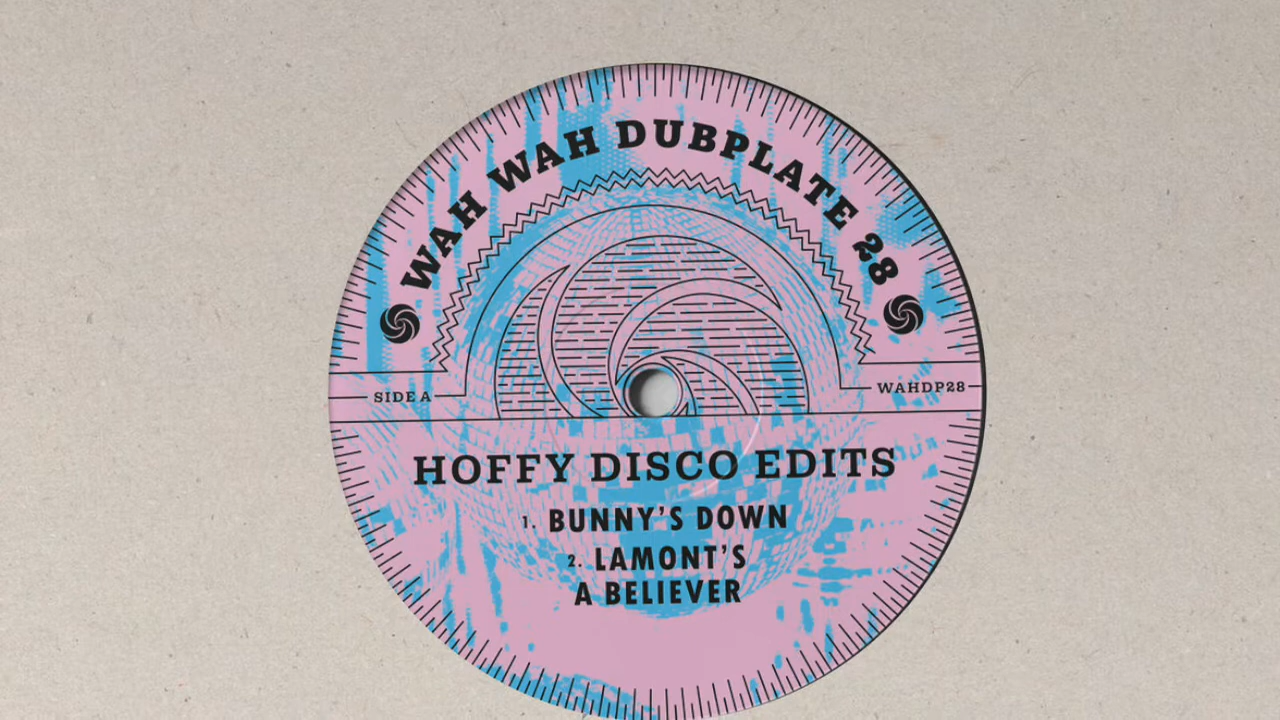 WAH WAH DUBPLATE 28
SIDE A
WAHDP28
HOFFY DISCO EDITS
1. BUNNY'S DOWN
2. LAMONT'S
A BELIEVER